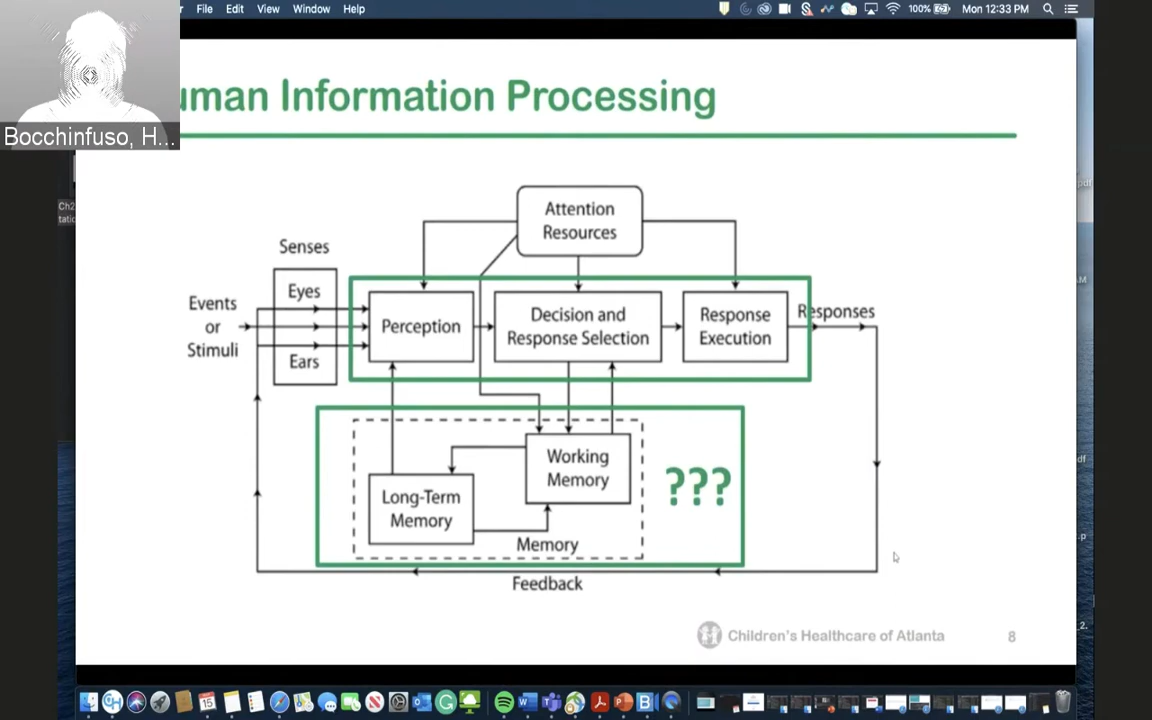 File Edit View Window Help
100%
Mon 12:33 PM
Bocchinfuso, H...
uman Information Processing
Attention
Resources
Senses
Events
or
Stimuli
Eyes
Ears
Perception
Decision and
Response Selection
Response
Execution
Responses
Long-Term
Memory
Working
Memory
???
Memory
Feedback
Children's Healthcare of Atlanta
8